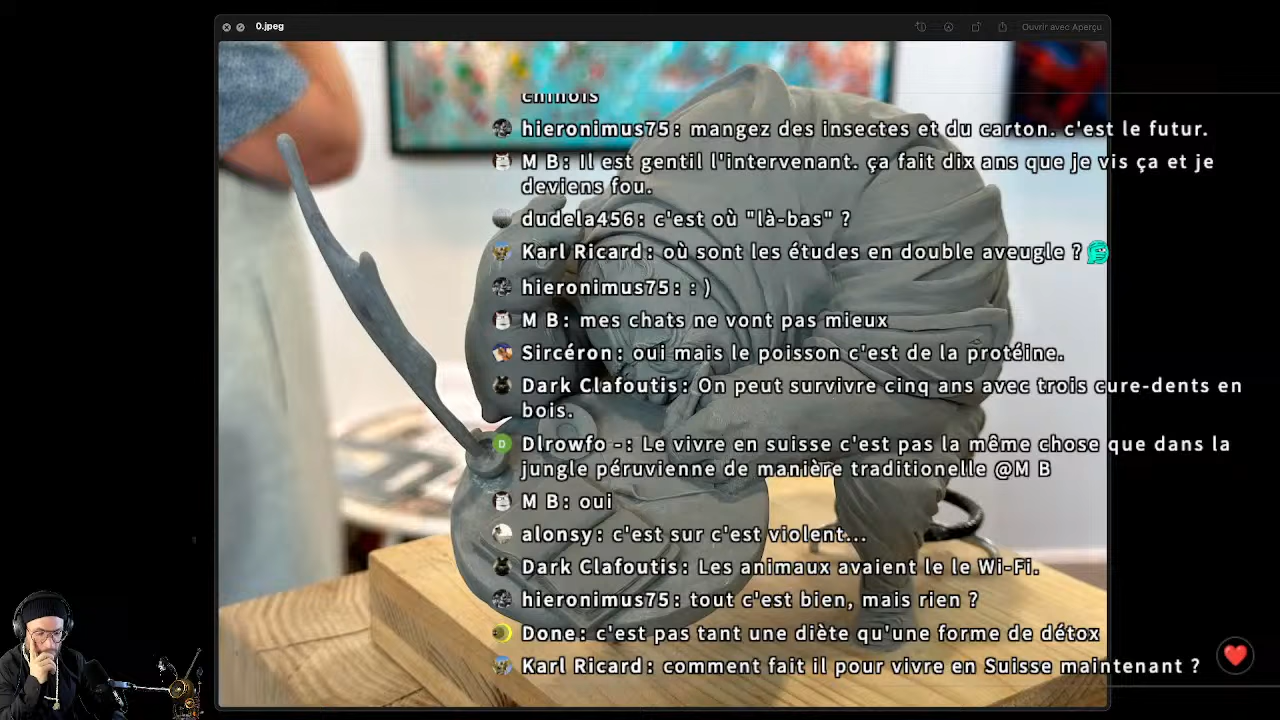 0.jpeg
Ouvrir avec Aperçu
chinois
hieronimus75: mangez des insectes et du carton. c'est le futur.
M B: Il est gentil l'intervenant. ça fait dix ans que je vis ça et je
deviens fou.
dudela456: c'est où "là-bas" ?
Karl Ricard: où sont les études en double aveugle ?
hieronimus75: : )
M B: mes chats ne vont pas mieux
Sircéron: oui mais le poisson c'est de la protéine.
Dark Clafoutis: On peut survivre cinq ans avec trois cure-dents en
bois.
D
Dlrowfo -: Le vivre en suisse c'est pas la même chose que dans la
jungle péruvienne de manière traditionelle @M B
M B: oui
alonsy: c'est sur c'est violent...
Dark Clafoutis: Les animaux avaient le le Wi-Fi.
hieronimus75: tout c'est bien, mais rien ?
Done: c'est pas tant une diète qu'une forme de détox
Karl Ricard: comment fait il pour vivre en Suisse maintenant ?